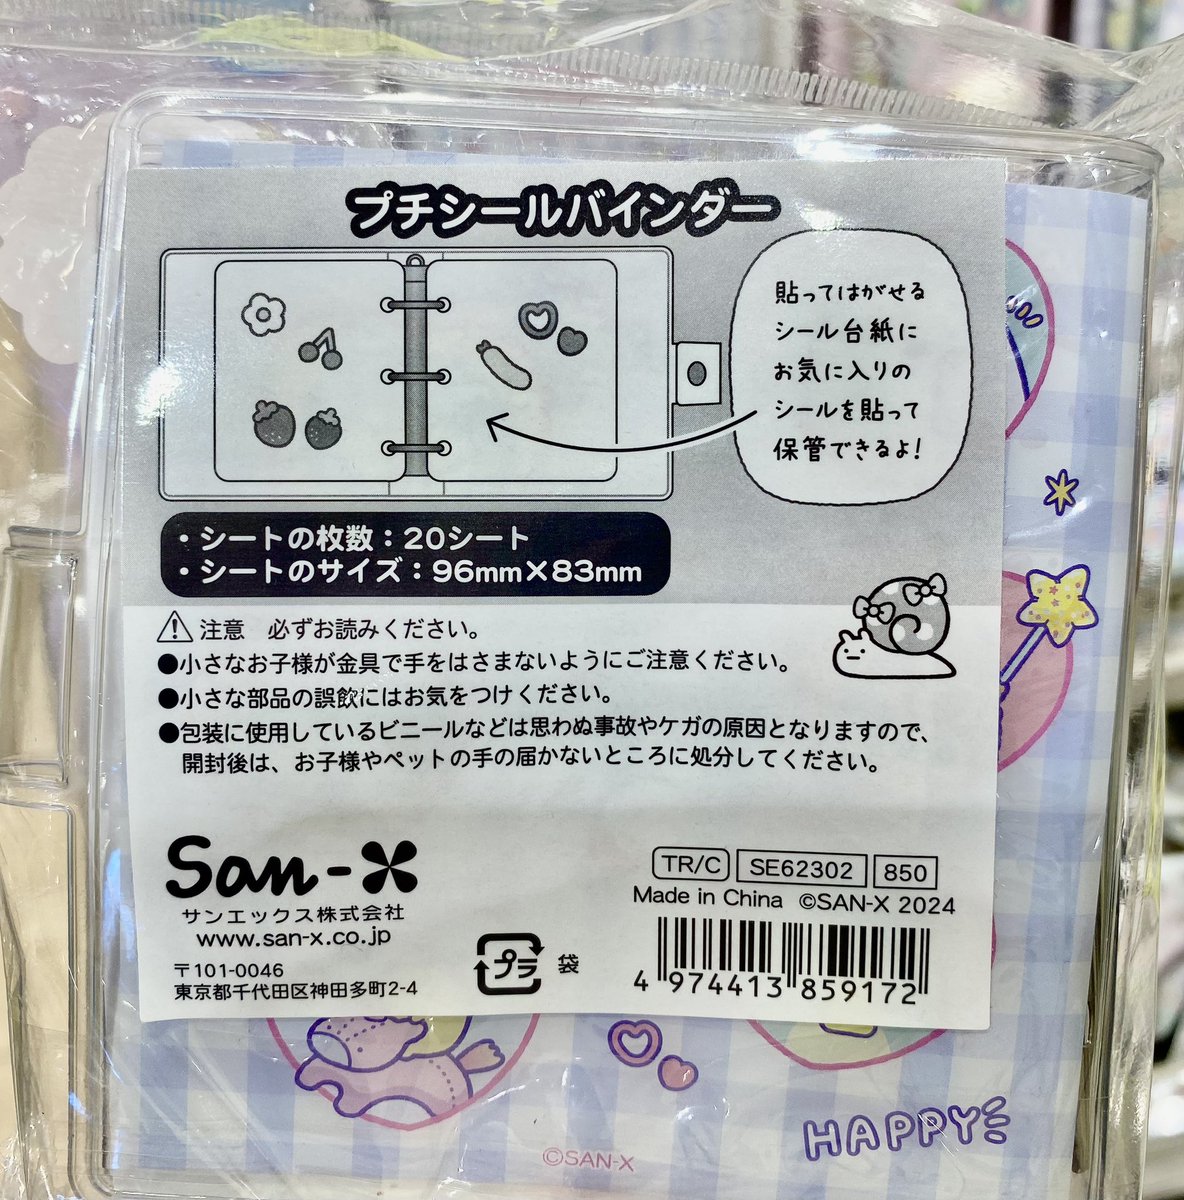 プチシールバインダー
貼ってはがせる
シール台紙に
お気に入りの
シールを貼って
保管できるよ!
・シートの枚数：20シート
・シートのサイズ：96mm×83mm
⚠注意　必ずお読みください。
●小さなお子様が金具で手をはさまないようにご注意ください。
●小さな部品の誤飲にはお気をつけください。
●包装に使用しているビニールなどは思わぬ事故やケガの原因となりますので、
開封後は、お子様やペットの手の届かないところに処分してください。
San-X
サンエックス株式会社
www.san-x.co.jp
〒101-0046
東京都千代田区神田多町2-4
プラ 袋
TR/C SE62302 850
Made in China ©SAN-X 2024
4 974413 859172
HAPPY
©SAN-X